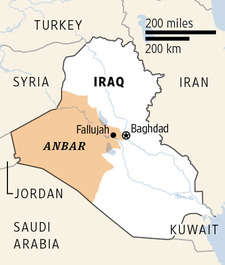 TURKEY
200 miles
200 km
SYRIA
IRAQ
IRAN
Fallujah
Baghdad
ANBAR
JORDAN
SAUDI
ARABIA
KUWAIT